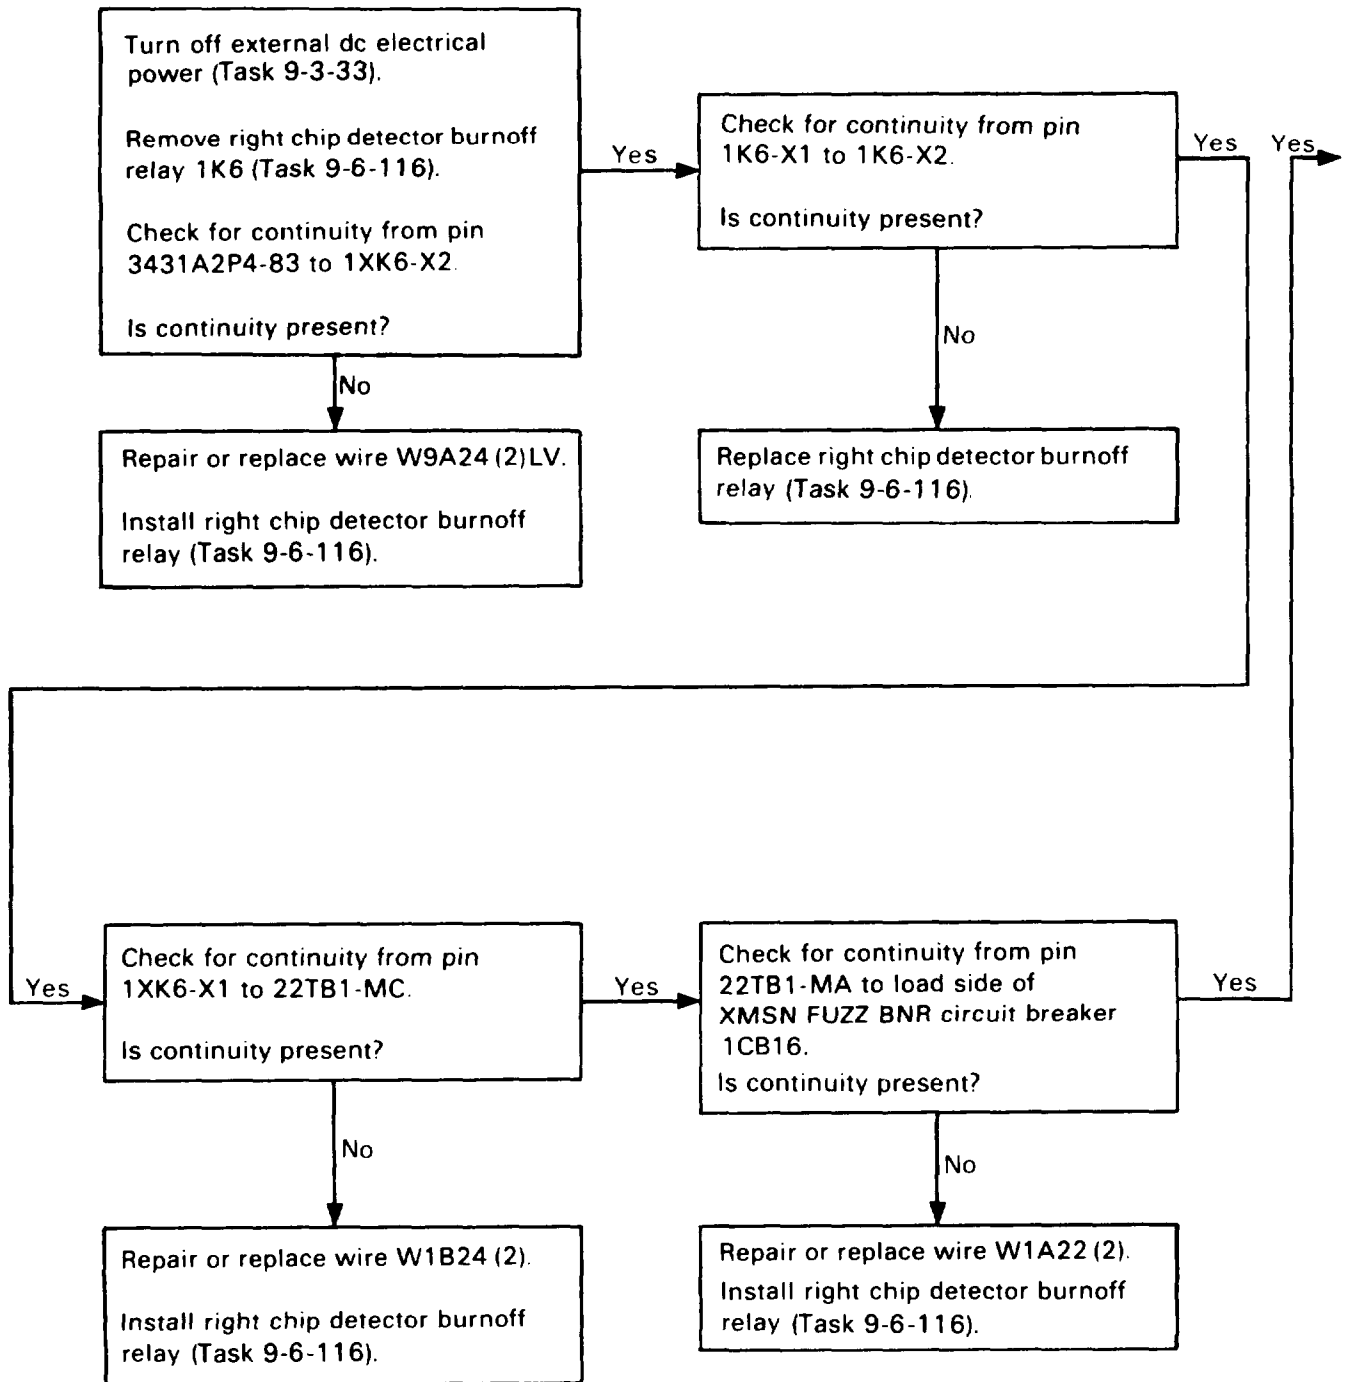 Turn off external dc electrical
power (Task 9-3-33).
Remove right chip detector burnoff
relay 1K6 (Task 9-6-116).
Check for continuity from pin
3431A2P4-83 to 1XK6-X2.
Is continuity present?
Yes
No
Repair or replace wire W9A24 (2)LV.
Install right chip detector burnoff
relay (Task 9-6-116).
Check for continuity from pin
1K6-X1 to 1K6-X2.
Is continuity present?
Yes
Yes
No
Replace right chip detector burnoff
relay (Task 9-6-116).
Yes
Check for continuity from pin
1XK6-X1 to 22TB1-MC.
Is continuity present?
Yes
No
Repair or replace wire W1B24 (2).
Install right chip detector burnoff
relay (Task 9-6-116).
Check for continuity from pin
22TB1-MA to load side of
XMSN FUZZ BNR circuit breaker
1CB16.
Is continuity present?
Yes
No
Repair or replace wire W1A22 (2).
Install right chip detector burnoff
relay (Task 9-6-116).